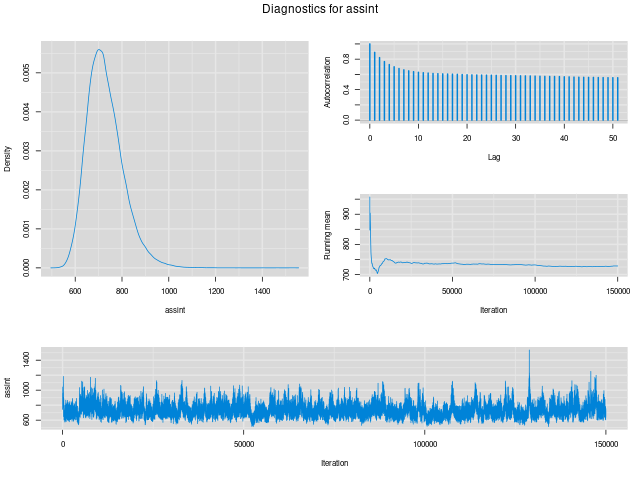 Diagnostics for assint
Density
0.000 0.001 0.002 0.003 0.004 0.005
600 800 1000 1200 1400
assint
Autocorrelation
0.0 0.4 0.8
0 10 20 30 40 50
Lag
Running mean
700 750 800 900
0 50000 100000 150000
Iteration
assint
600 800 1000 1400
0 50000 100000 150000
Iteration